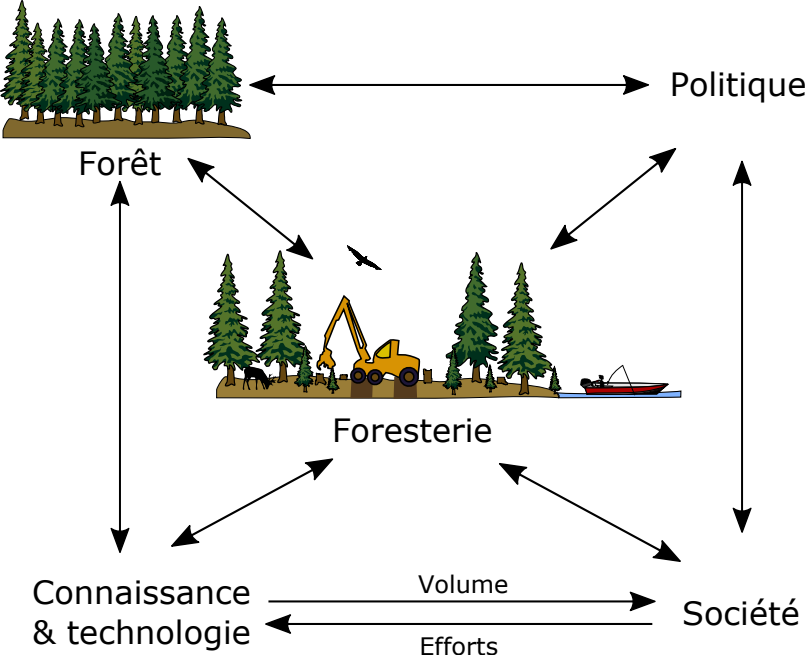 Politique
Forêt
Foresterie
Connaissance
& technologie
Volume
Efforts
Société